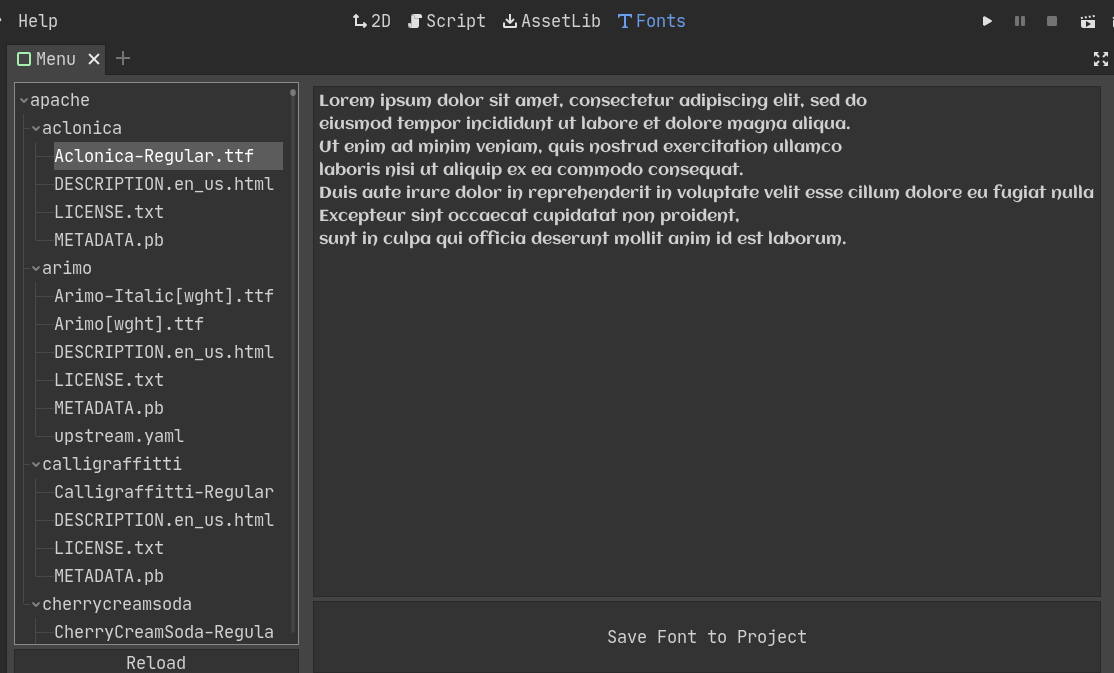 Help
2D
Script
AssetLib
Fonts
Menu
apache
aclonica
Aclonica-Regular.ttf
DESCRIPTION.en_us.html
LICENSE.txt
METADATA.pb
arimo
Arimo-Italic[wght].ttf
Arimo[wght].ttf
DESCRIPTION.en_us.html
LICENSE.txt
METADATA.pb
upstream.yaml
calligraffitti
Calligraffitti-Regular
DESCRIPTION.en_us.html
LICENSE.txt
METADATA.pb
cherrycreamsoda
CherryCreamSoda-Regula
Reload
Lorem ipsum dolor sit amet, consectetur adipiscing elit, sed do
eiusmod tempor incididunt ut labore et dolore magna aliqua.
Ut enim ad minim veniam, quis nostrud exercitation ullamco
laboris nisi ut aliquip ex ea commodo consequat.
Duis aute irure dolor in reprehenderit in voluptate velit esse cillum dolore eu fugiat nulla
Excepteur sint occaecat cupidatat non proident,
sunt in culpa qui officia deserunt mollit anim id est laborum.
Save Font to Project